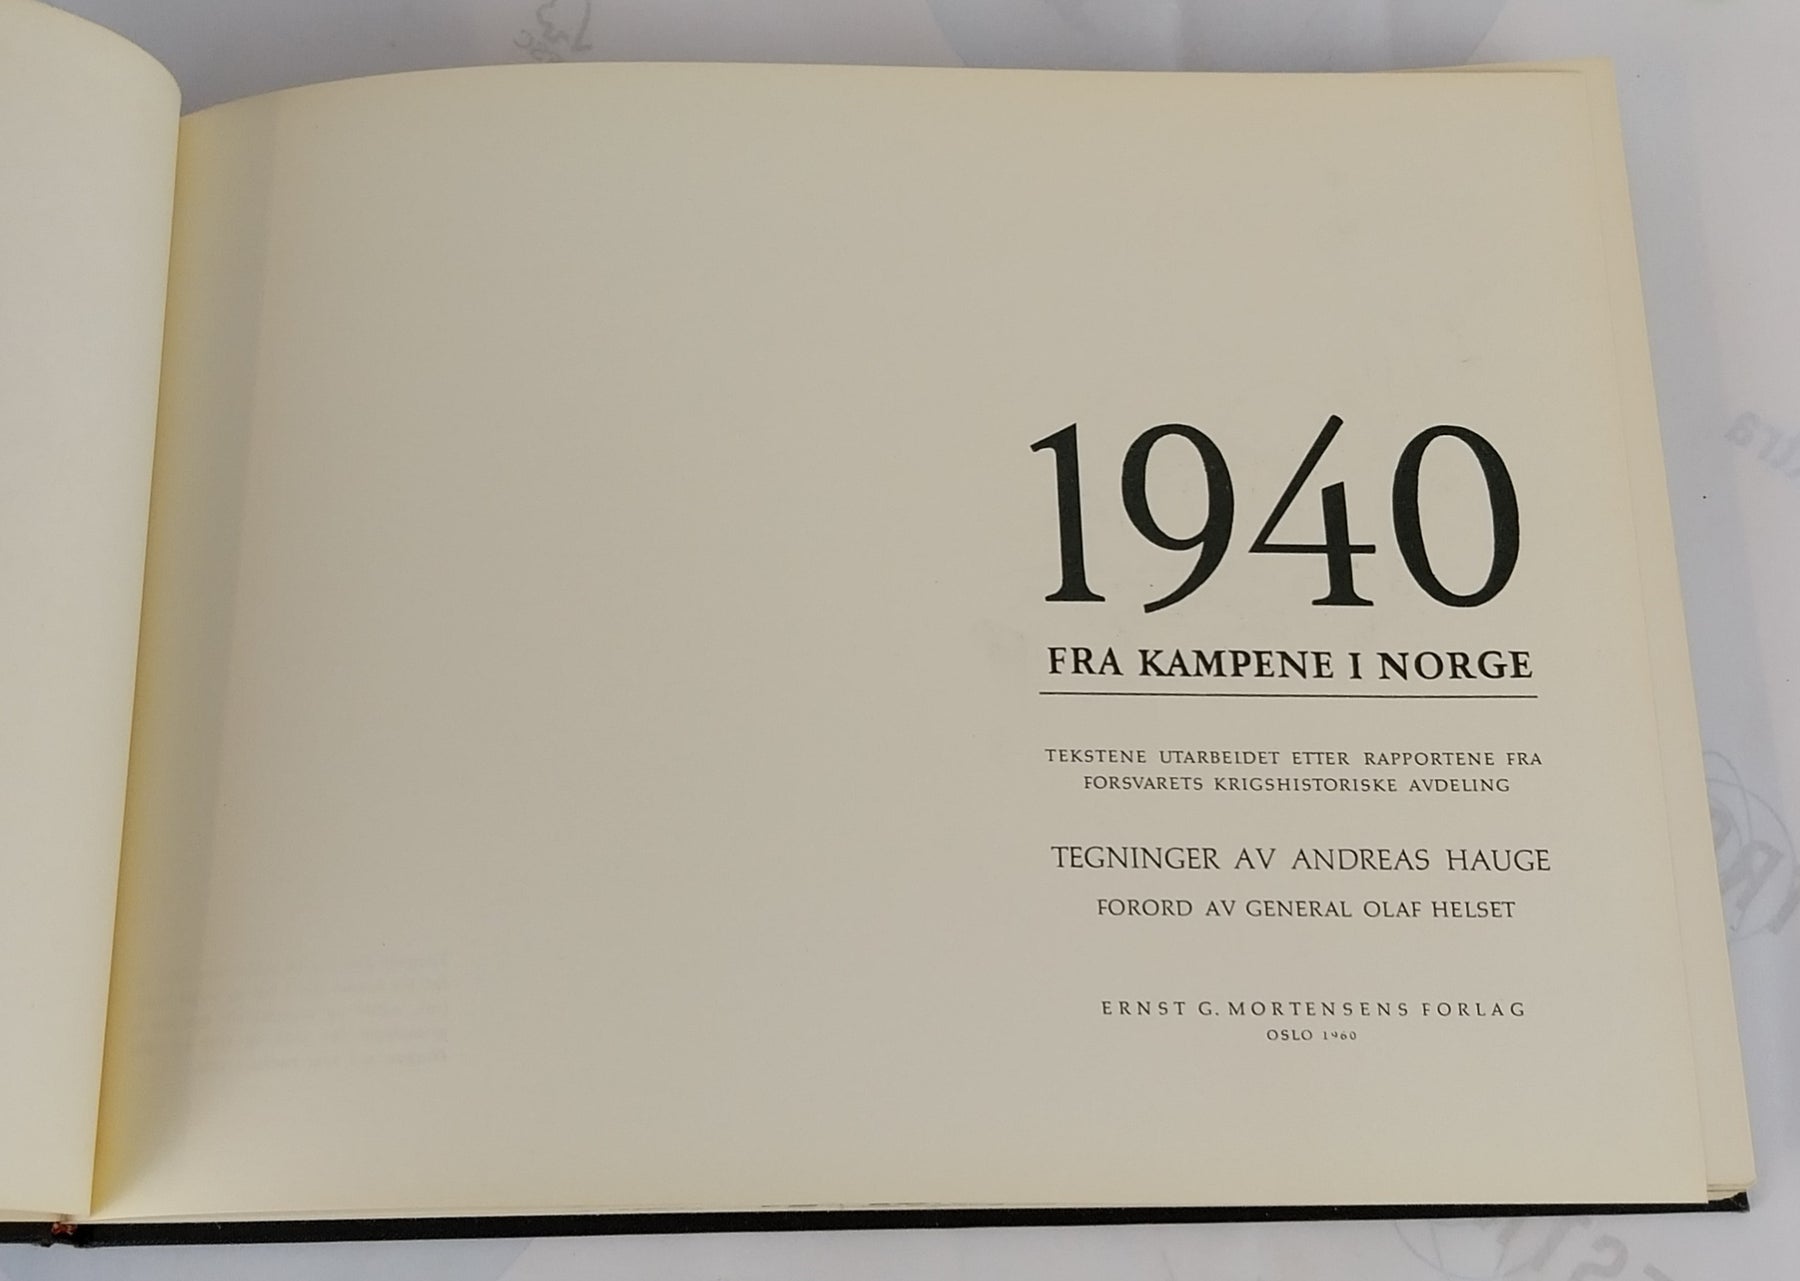 1940
FRA KAMPENE I NORGE
TEKSTENE UTARBEIDET ETTER RAPPORTENE FRA
FORSVARETS KRIGSHISTORISKE AVDELING
TEGNINGER AV ANDREAS HAUGE
FORORD AV GENERAL OLAF HELSET
ERNST G. MORTENSENS FORLAG
OSLO 1960